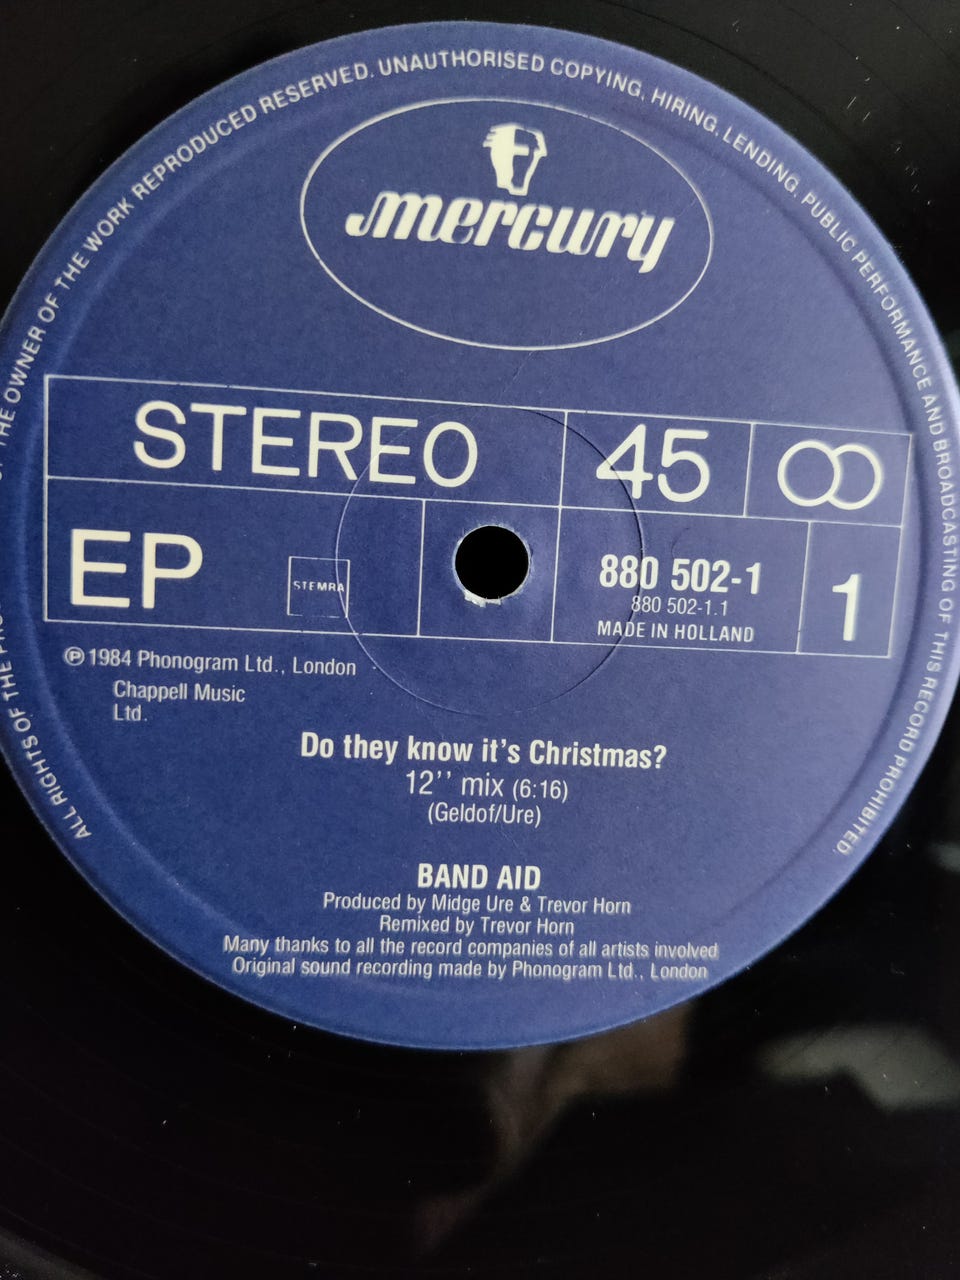 ALL RIGHTS OF THE OWNER OF THE WORK REPRODUCED RESERVED. UNAUTHORISED COPYING, HIRING, LENDING, PUBLIC PERFORMANCE AND BROADCASTING OF THIS RECORD PROHIBITED.
mercury
STEREO
45
EP
STEMRA
880 502-1
880 502-1.1
MADE IN HOLLAND
1
℗ 1984 Phonogram Ltd., London
Chappell Music
Ltd.
Do they know it's Christmas?
12'' mix (6:16)
(Geldof/Ure)
BAND AID
Produced by Midge Ure & Trevor Horn
Remixed by Trevor Horn
Many thanks to all the record companies of all artists involved
Original sound recording made by Phonogram Ltd., London